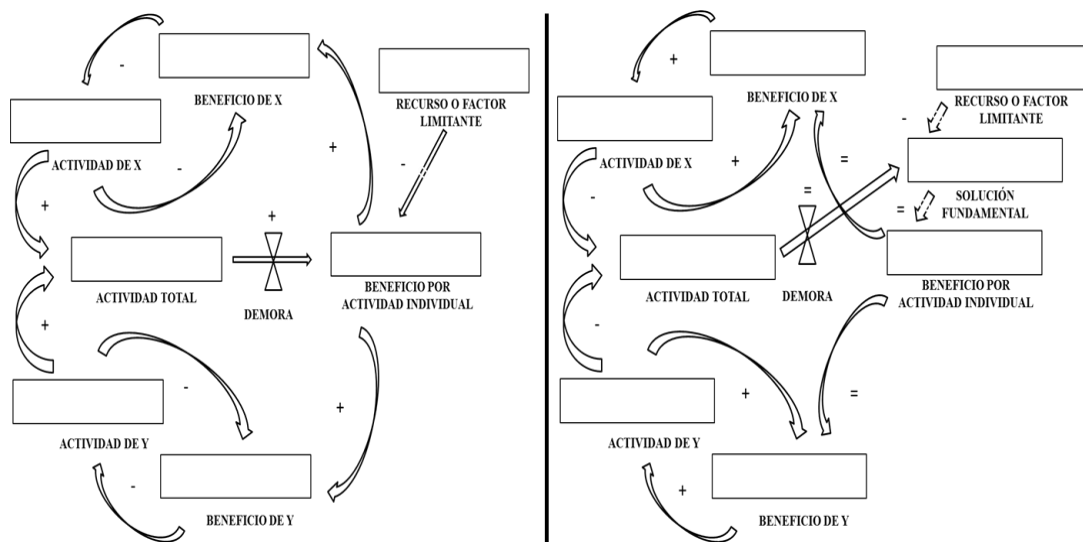 -
BENEFICIO DE X
RECURSO O FACTOR
LIMITANTE
ACTIVIDAD DE X
-
+
-
+
+
ACTIVIDAD TOTAL
DEMORA
BENEFICIO POR
ACTIVIDAD INDIVIDUAL
+
-
+
ACTIVIDAD DE Y
-
BENEFICIO DE Y
+
BENEFICIO DE X
RECURSO O FACTOR
LIMITANTE
-
ACTIVIDAD DE X
+
=
SOLUCIÓN
FUNDAMENTAL
-
=
=
ACTIVIDAD TOTAL
DEMORA
BENEFICIO POR
ACTIVIDAD INDIVIDUAL
-
+
=
ACTIVIDAD DE Y
+
BENEFICIO DE Y